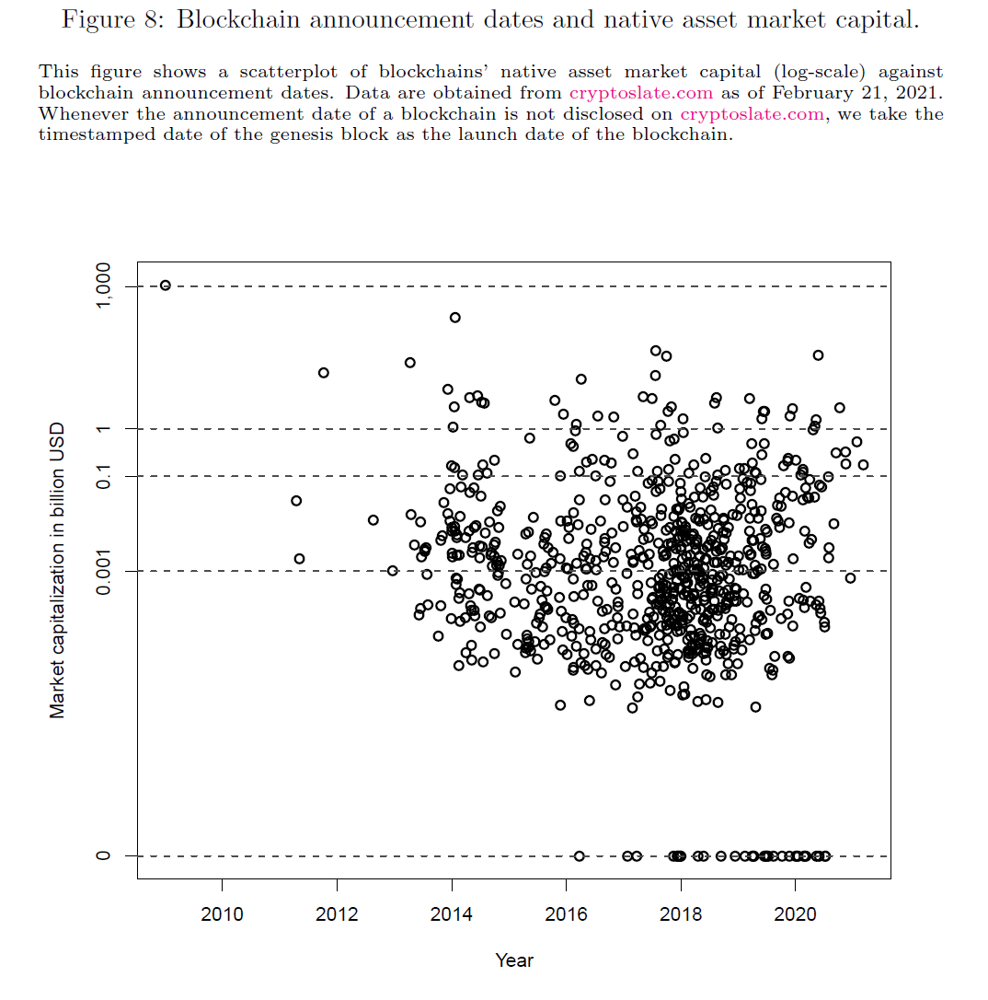 Figure 8: Blockchain announcement dates and native asset market capital.
This figure shows a scatterplot of blockchains' native asset market capital (log-scale) against
blockchain announcement dates. Data are obtained from cryptoslate.com as of February 21, 2021.
Whenever the announcement date of a blockchain is not disclosed on cryptoslate.com, we take the
timestamped date of the genesis block as the launch date of the blockchain.
Market capitalization in billion USD
1,000
1
0.1
0.001
0
2010 2012 2014 2016 2018 2020
Year